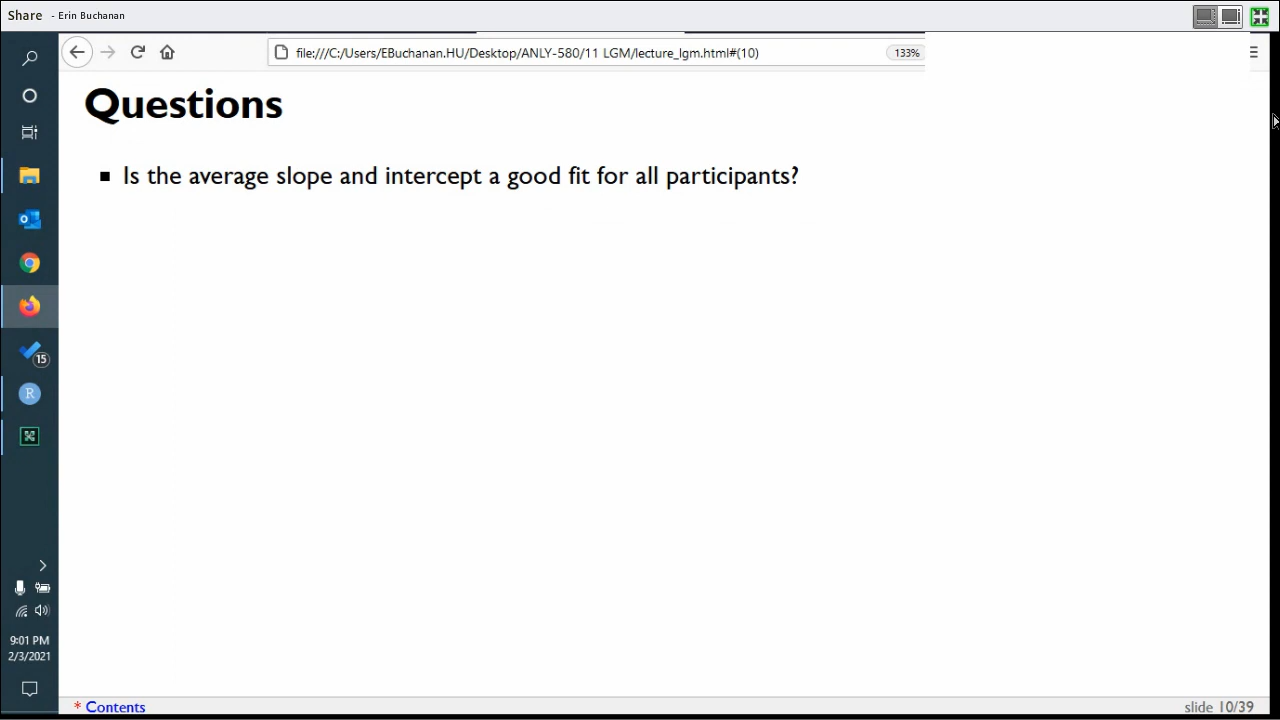 Share - Erin Buchanan
file:///C:/Users/EBuchanan.HU/Desktop/ANLY-580/11 LGM/lecture_lgm.html#(10)
133%
Questions
Is the average slope and intercept a good fit for all participants?
15
R
9:01 PM
2/3/2021
* Contents
slide 10/39